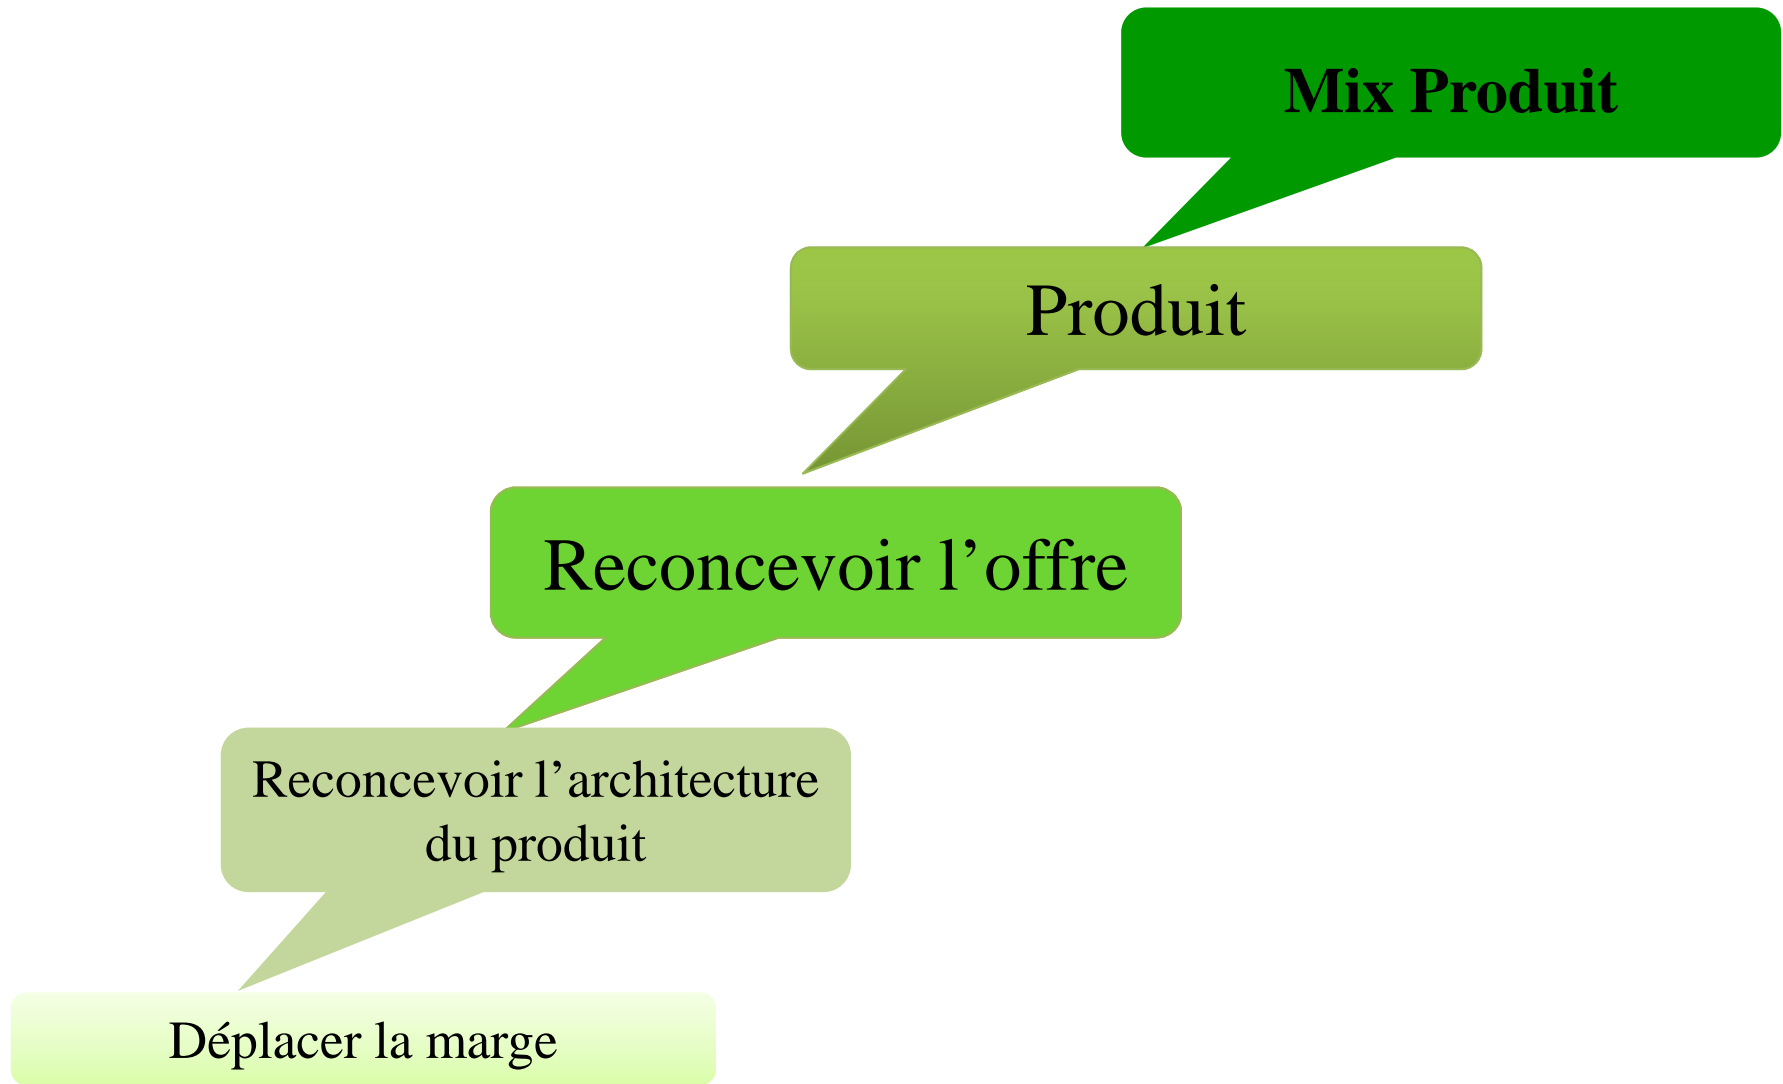 Mix Produit
Produit
Reconcevoir l’offre
Reconcevoir l’architecture
du produit
Déplacer la marge